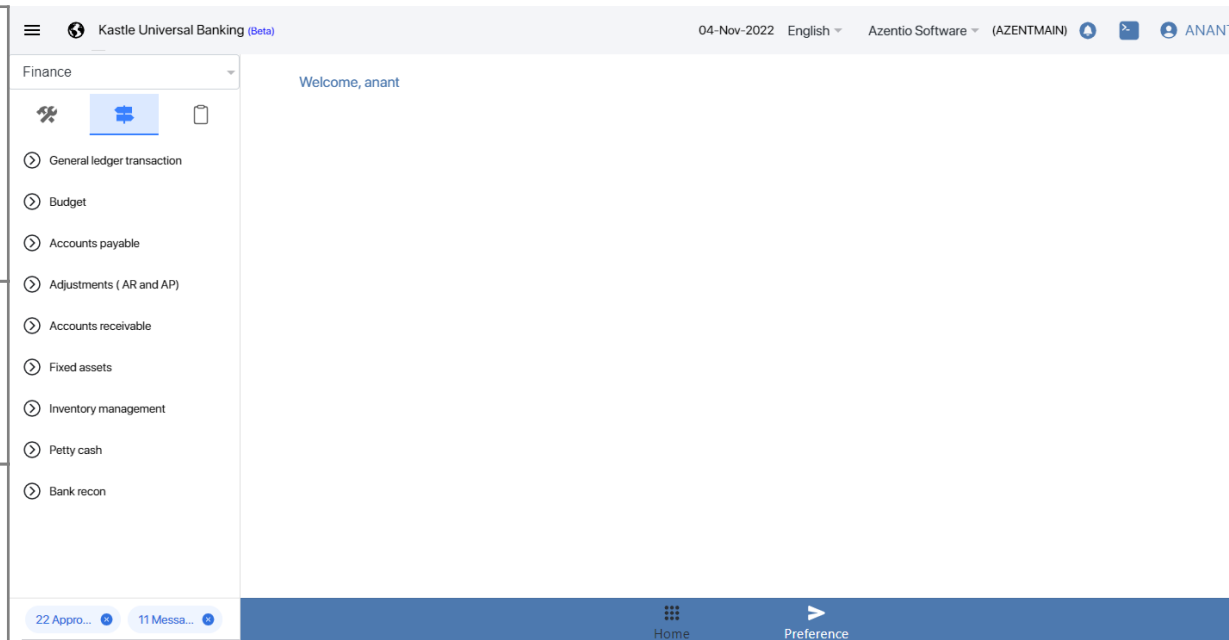 Kastle Universal Banking (Beta)
04-Nov-2022 English Azentio Software (AZENTMAIN) ANANT
Finance
Welcome, anant
General ledger transaction
Budget
Accounts payable
Adjustments ( AR and AP)
Accounts receivable
Fixed assets
Inventory management
Petty cash
Bank recon
22 Appro... 11 Messa...
Home
Preference